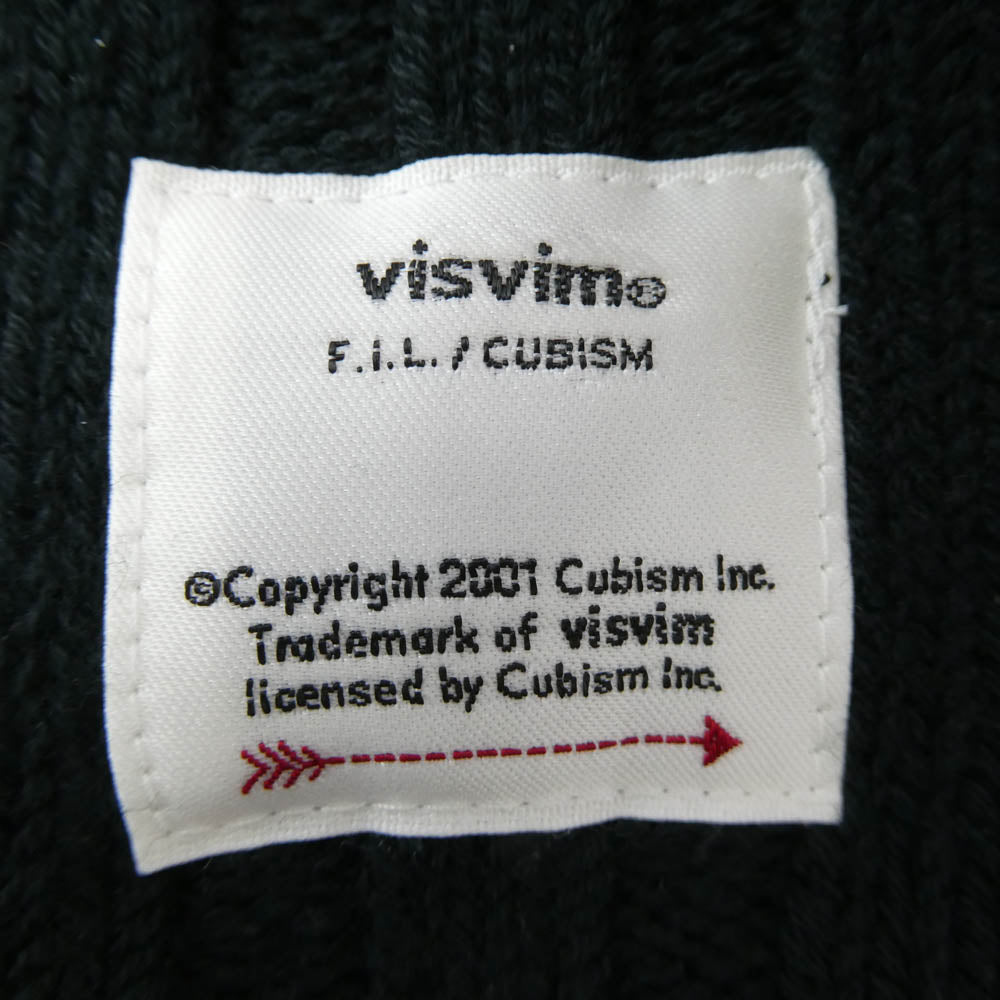 visvim®
F.I.L. / CUBISM
©Copyright 2001 Cubism Inc.
Trademark of visvim
licensed by Cubism Inc.